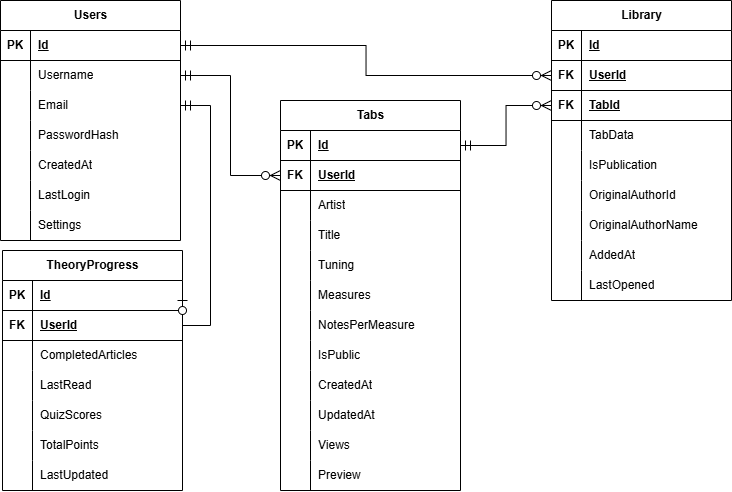 Users
PK Id
Username
Email
PasswordHash
CreatedAt
LastLogin
Settings
TheoryProgress
PK Id
FK UserId
CompletedArticles
LastRead
QuizScores
TotalPoints
LastUpdated
Tabs
PK Id
FK UserId
Artist
Title
Tuning
Measures
NotesPerMeasure
IsPublic
CreatedAt
UpdatedAt
Views
Preview
Library
PK Id
FK UserId
FK TabId
TabData
IsPublication
OriginalAuthorId
OriginalAuthorName
AddedAt
LastOpened